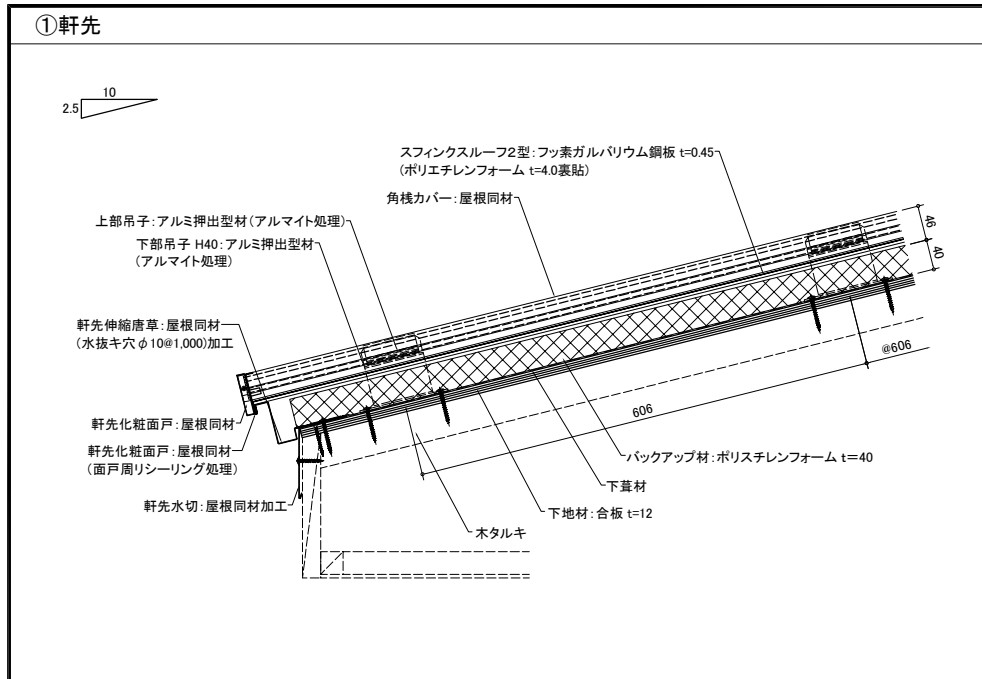 ①軒先
10
2.5
スフィンクスルーフ2型:フッ素ガルバリウム鋼板 t=0.45
(ポリエチレンフォーム t=4.0裏貼)
角桟カバー:屋根同材
上部吊子:アルミ押出型材(アルマイト処理)
下部吊子 H40:アルミ押出型材
(アルマイト処理)
46
40
軒先伸縮唐草:屋根同材
(水抜キ穴φ10@1,000)加工
@606
606
軒先化粧面戸:屋根同材
軒先化粧面戸:屋根同材
(面戸周リシーリング処理)
バックアップ材:ポリスチレンフォーム t=40
下葺材
軒先水切:屋根同材加工
下地材:合板 t=12
木タルキ